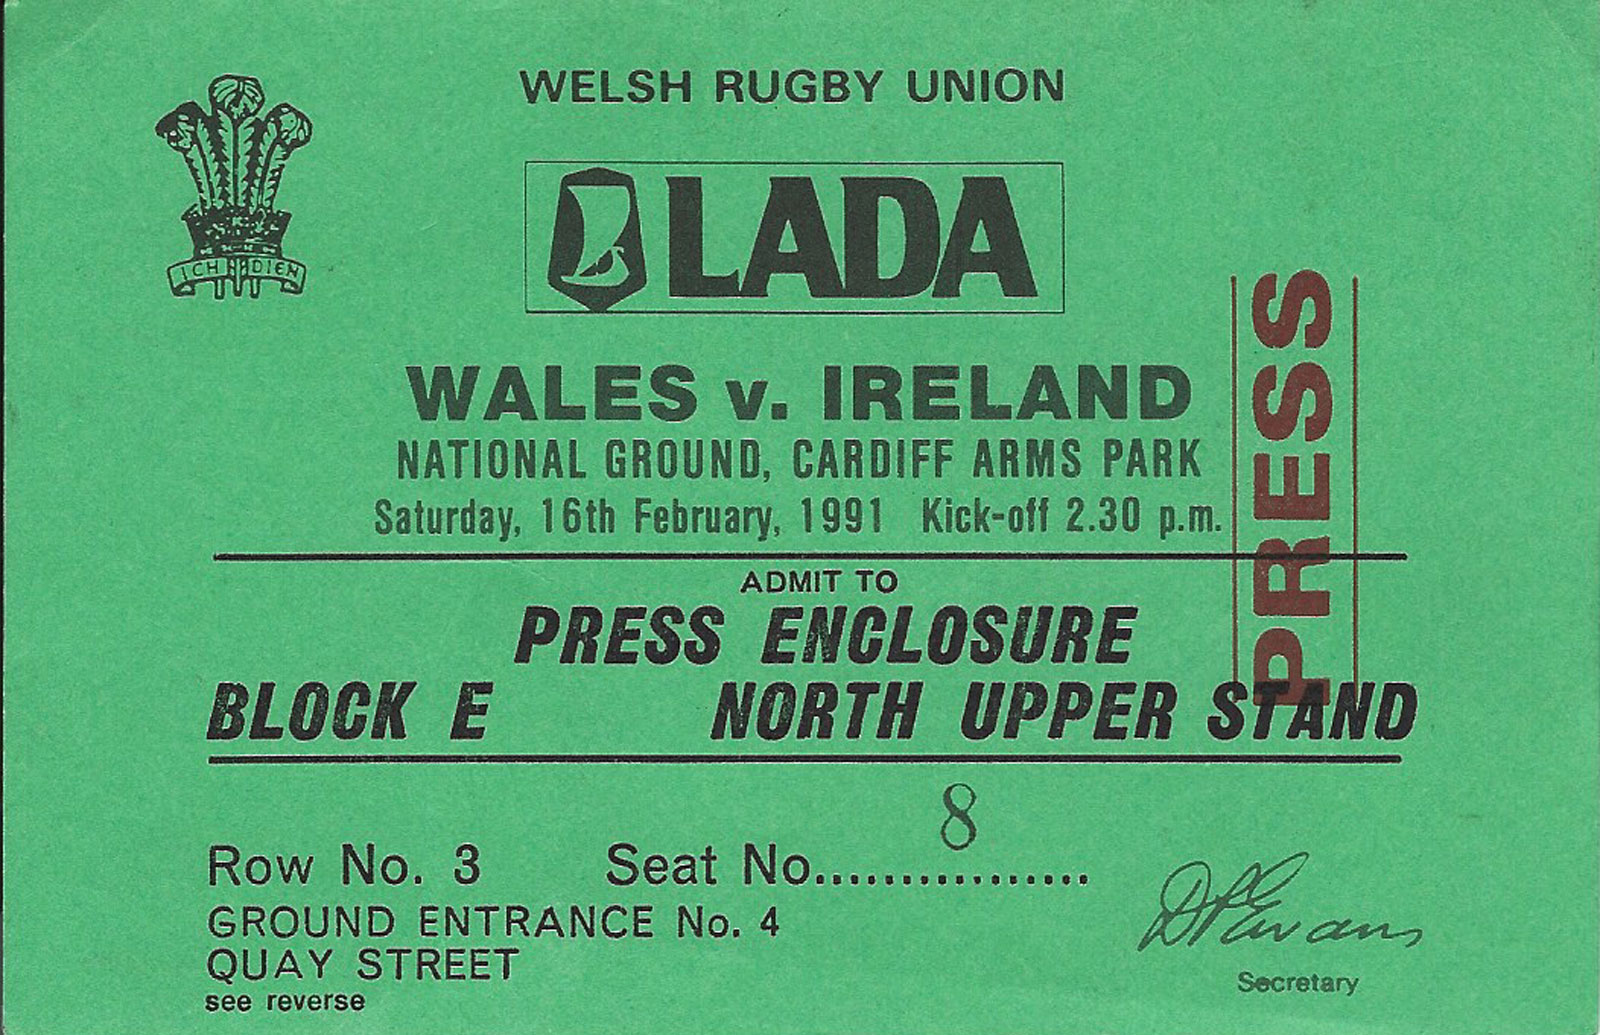 WELSH RUGBY UNION
ICH DIEN
LADA
WALES v. IRELAND
NATIONAL GROUND, CARDIFF ARMS PARK
Saturday, 16th February, 1991 Kick-off 2.30 p.m.
PRESS
ADMIT TO
PRESS ENCLOSURE
BLOCK E NORTH UPPER STAND
8
Row No. 3 Seat No.................
GROUND ENTRANCE No. 4
QUAY STREET
see reverse
D P Evans
Secretary